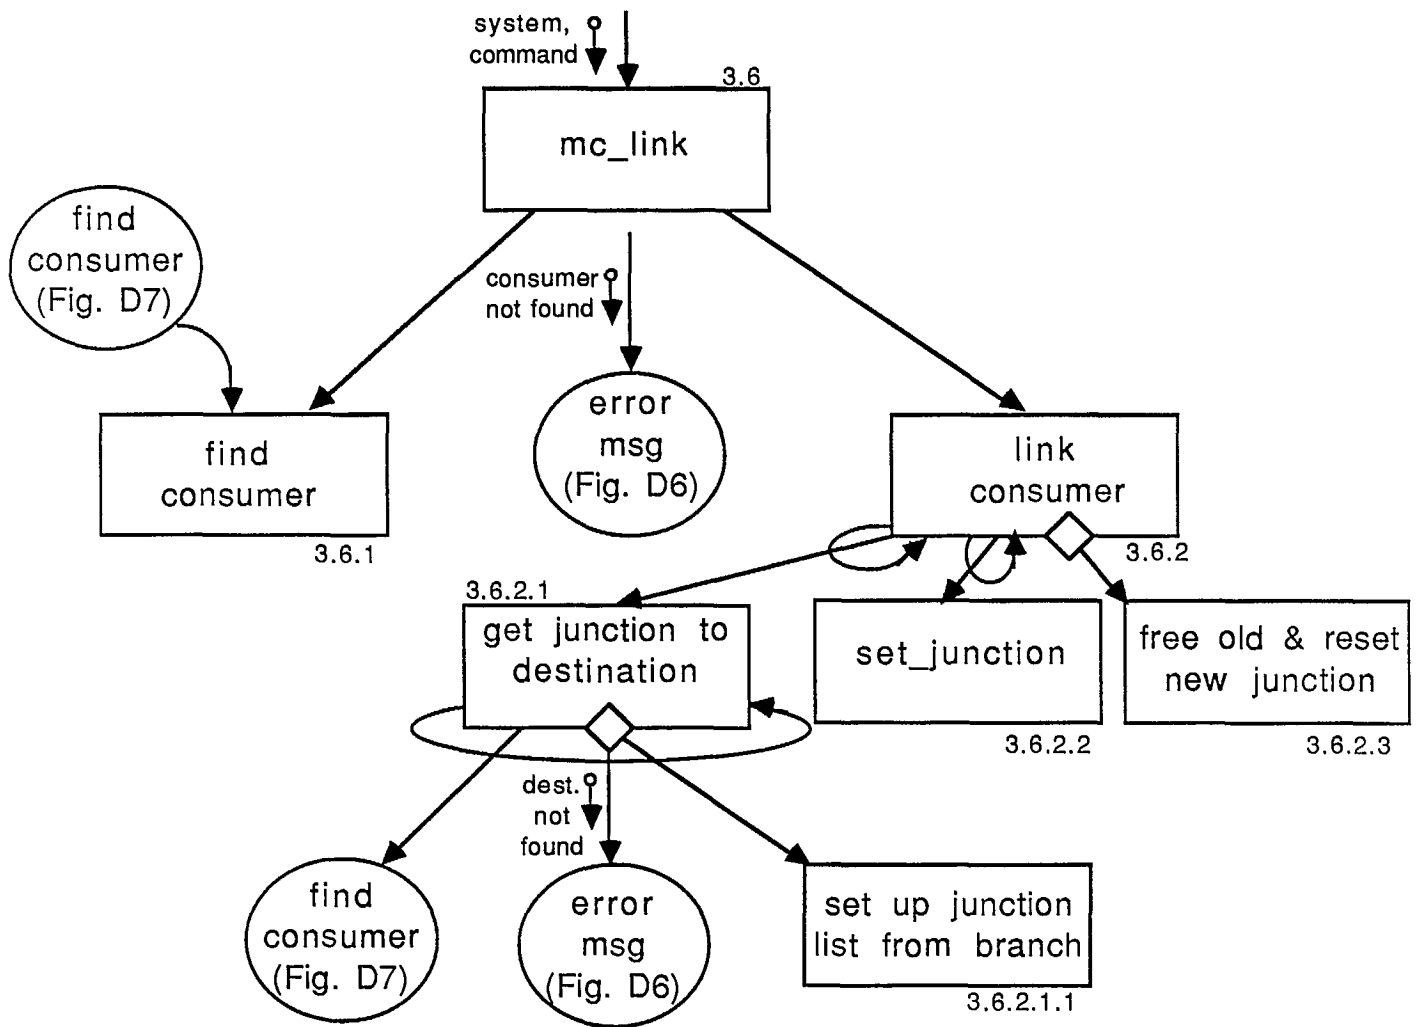 system,
command
3.6
mc_link
find
consumer
(Fig. D7)
consumer
not found
error
msg
(Fig. D6)
find
consumer
3.6.1
link
consumer
3.6.2
3.6.2.1
get junction to
destination
set_junction
3.6.2.2
free old & reset
new junction
3.6.2.3
dest.
not
found
find
consumer
(Fig. D7)
error
msg
(Fig. D6)
set up junction
list from branch
3.6.2.1.1